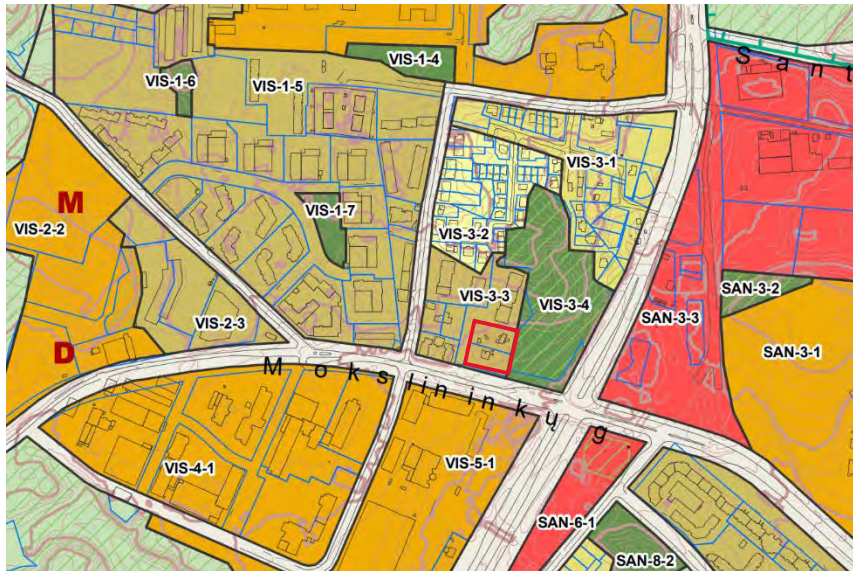 VIS-1-4
VIS-1-6
VIS-1-5
S a n t
VIS-3-1
M
VIS-1-7
VIS-2-2
VIS-3-2
VIS-3-3
VIS-3-4
SAN-3-2
SAN-3-3
VIS-2-3
D
SAN-3-1
M o k s l i n i n k ų g
VIS-4-1
VIS-5-1
SAN-6-1
SAN-8-2